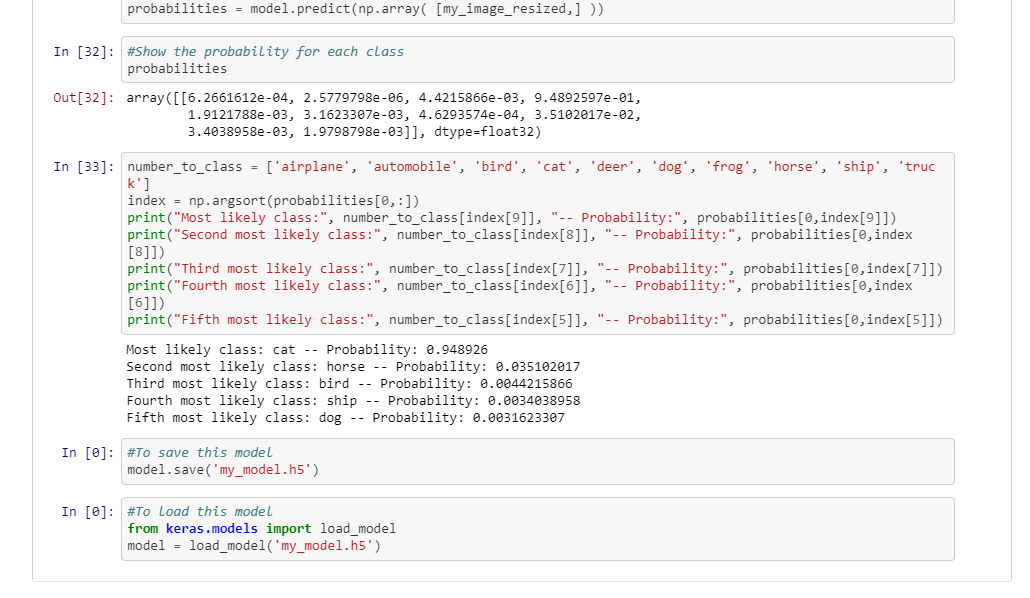 probabilities = model.predict(np.array( [my_image_resized,] ))
In [32]: #Show the probability for each class
probabilities
Out[32]: array([[6.2661612e-04, 2.5779798e-06, 4.4215866e-03, 9.4892597e-01,
1.9121788e-03, 3.1623307e-03, 4.6293574e-04, 3.5102017e-02,
3.4038958e-03, 1.9798798e-03]], dtype=float32)
In [33]: number_to_class = ['airplane', 'automobile', 'bird', 'cat', 'deer', 'dog', 'frog', 'horse', 'ship', 'truc
k']
index = np.argsort(probabilities[0,:])
print("Most likely class:", number_to_class[index[9]], "-- Probability:", probabilities[0,index[9]])
print("Second most likely class:", number_to_class[index[8]], "-- Probability:", probabilities[0,index
[8]])
print("Third most likely class:", number_to_class[index[7]], "-- Probability:", probabilities[0,index[7]])
print("Fourth most likely class:", number_to_class[index[6]], "-- Probability:", probabilities[0,index
[6]])
print("Fifth most likely class:", number_to_class[index[5]], "-- Probability:", probabilities[0,index[5]])
Most likely class: cat -- Probability: 0.948926
Second most likely class: horse -- Probability: 0.035102017
Third most likely class: bird -- Probability: 0.0044215866
Fourth most likely class: ship -- Probability: 0.0034038958
Fifth most likely class: dog -- Probability: 0.0031623307
In [0]: #To save this model
model.save('my_model.h5')
In [0]: #To load this model
from keras.models import load_model
model = load_model('my_model.h5')